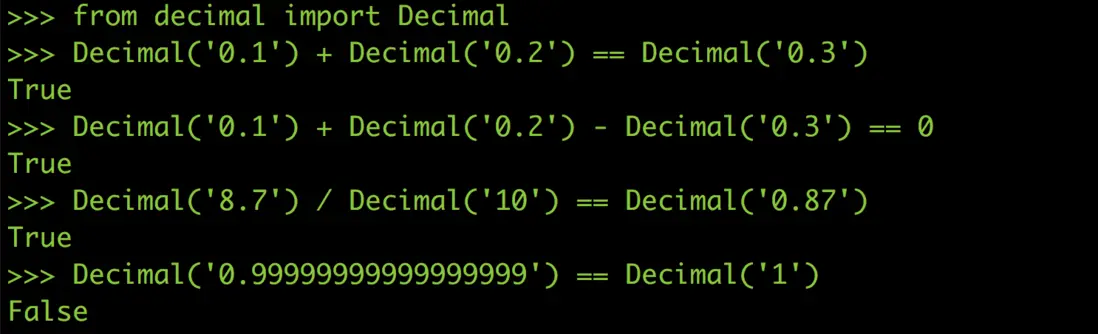 >>> from decimal import Decimal
>>> Decimal('0.1') + Decimal('0.2') == Decimal('0.3')
True
>>> Decimal('0.1') + Decimal('0.2') - Decimal('0.3') == 0
True
>>> Decimal('8.7') / Decimal('10') == Decimal('0.87')
True
>>> Decimal('0.99999999999999999') == Decimal('1')
False